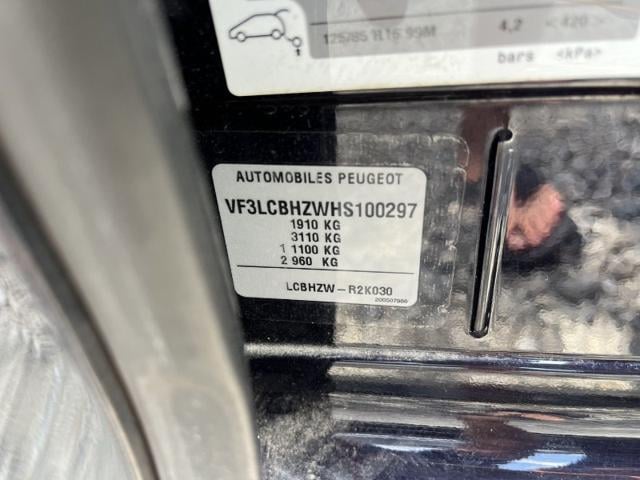 125/85 R16 99M 4,2 <420>
bars <kPa>
AUTOMOBILES PEUGEOT
VF3LCBHZWHS100297
1910 KG
3110 KG
1 1100 KG
2 960 KG
LCBHZW - R2K030